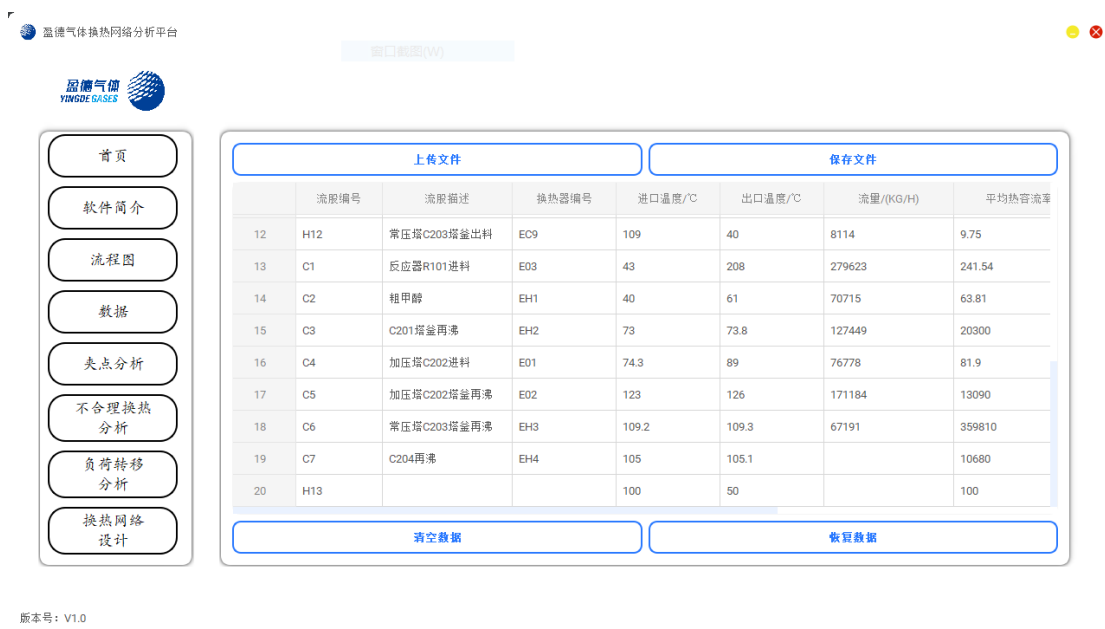 盈德气体换热网络分析平台
窗口截图(W)
盈德气体
YINGDE GASES
首页
软件简介
流程图
数据
夹点分析
不合理换热
分析
负荷转移
分析
换热网络
设计
上传文件 保存文件
流股编号 流股描述 换热器编号 进口温度/℃ 出口温度/℃ 流量/(KG/H) 平均热容流率
12 H12 常压塔C203塔釜出料 EC9 109 40 8114 9.75
13 C1 反应器R101进料 E03 43 208 279623 241.54
14 C2 粗甲醇 EH1 40 61 70715 63.81
15 C3 C201塔釜再沸 EH2 73 73.8 127449 20300
16 C4 加压塔C202进料 E01 74.3 89 76778 81.9
17 C5 加压塔C202塔釜再沸 E02 123 126 171184 13090
18 C6 常压塔C203塔釜再沸 EH3 109.2 109.3 67191 359810
19 C7 C204再沸 EH4 105 105.1 10680
20 H13 100 50 100
清空数据 恢复数据
版本号：V1.0